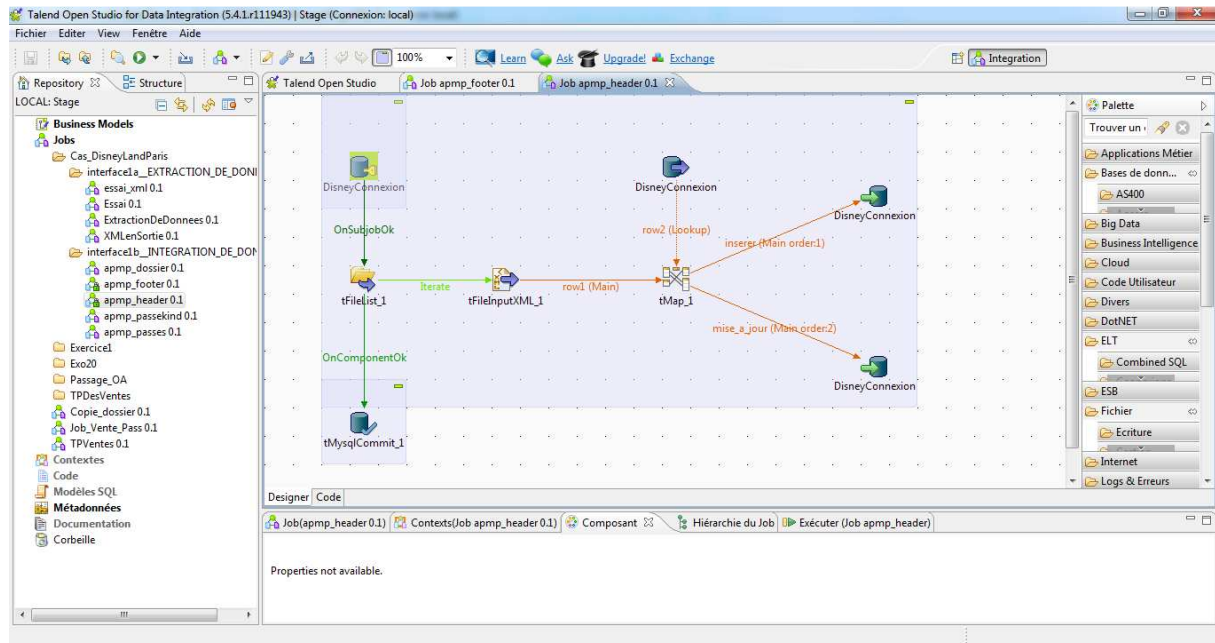 Talend Open Studio for Data Integration (5.4.1.r111943) | Stage (Connexion: local)
Fichier Editer View Fenêtre Aide
100% Learn Ask Upgrade! Exchange Integration
Repository Structure
LOCAL: Stage
Business Models
Jobs
Cas_DisneyLandParis
interface1a__EXTRACTION_DE_DONI
essai_xml 0.1
Essai 0.1
ExtractionDeDonnees 0.1
XMLenSortie 0.1
interface1b__INTEGRATION_DE_DON
apmp_dossier 0.1
apmp_footer 0.1
apmp_header 0.1
apmp_passekind 0.1
apmp_passes 0.1
Exercice1
Exo20
Passage_OA
TPDesVentes
Copie_dossier 0.1
Job_Vente_Pass 0.1
TPVentes 0.1
Contextes
Code
Modèles SQL
Métadonnées
Documentation
Corbeille
Talend Open Studio Job apmp_footer 0.1 Job apmp_header 0.1
DisneyConnexion
DisneyConnexion
DisneyConnexion
OnSubjobOk
row2 (Lookup)
inserer (Main order:1)
Iterate
row1 (Main)
tFileList_1
tFileInputXML_1
tMap_1
mise_a_jour (Main order:2)
OnComponentOk
DisneyConnexion
tMysqlCommit_1
Designer Code
Palette
Trouver un
Applications Métier
Bases de donn...
AS400
Big Data
Business Intelligence
Cloud
Code Utilisateur
Divers
DotNET
ELT
Combined SQL
ESB
Fichier
Ecriture
Internet
Logs & Erreurs
Job(apmp_header 0.1) Contexts(Job apmp_header 0.1) Composant Hiérarchie du Job Exécuter (Job apmp_header)
Properties not available.